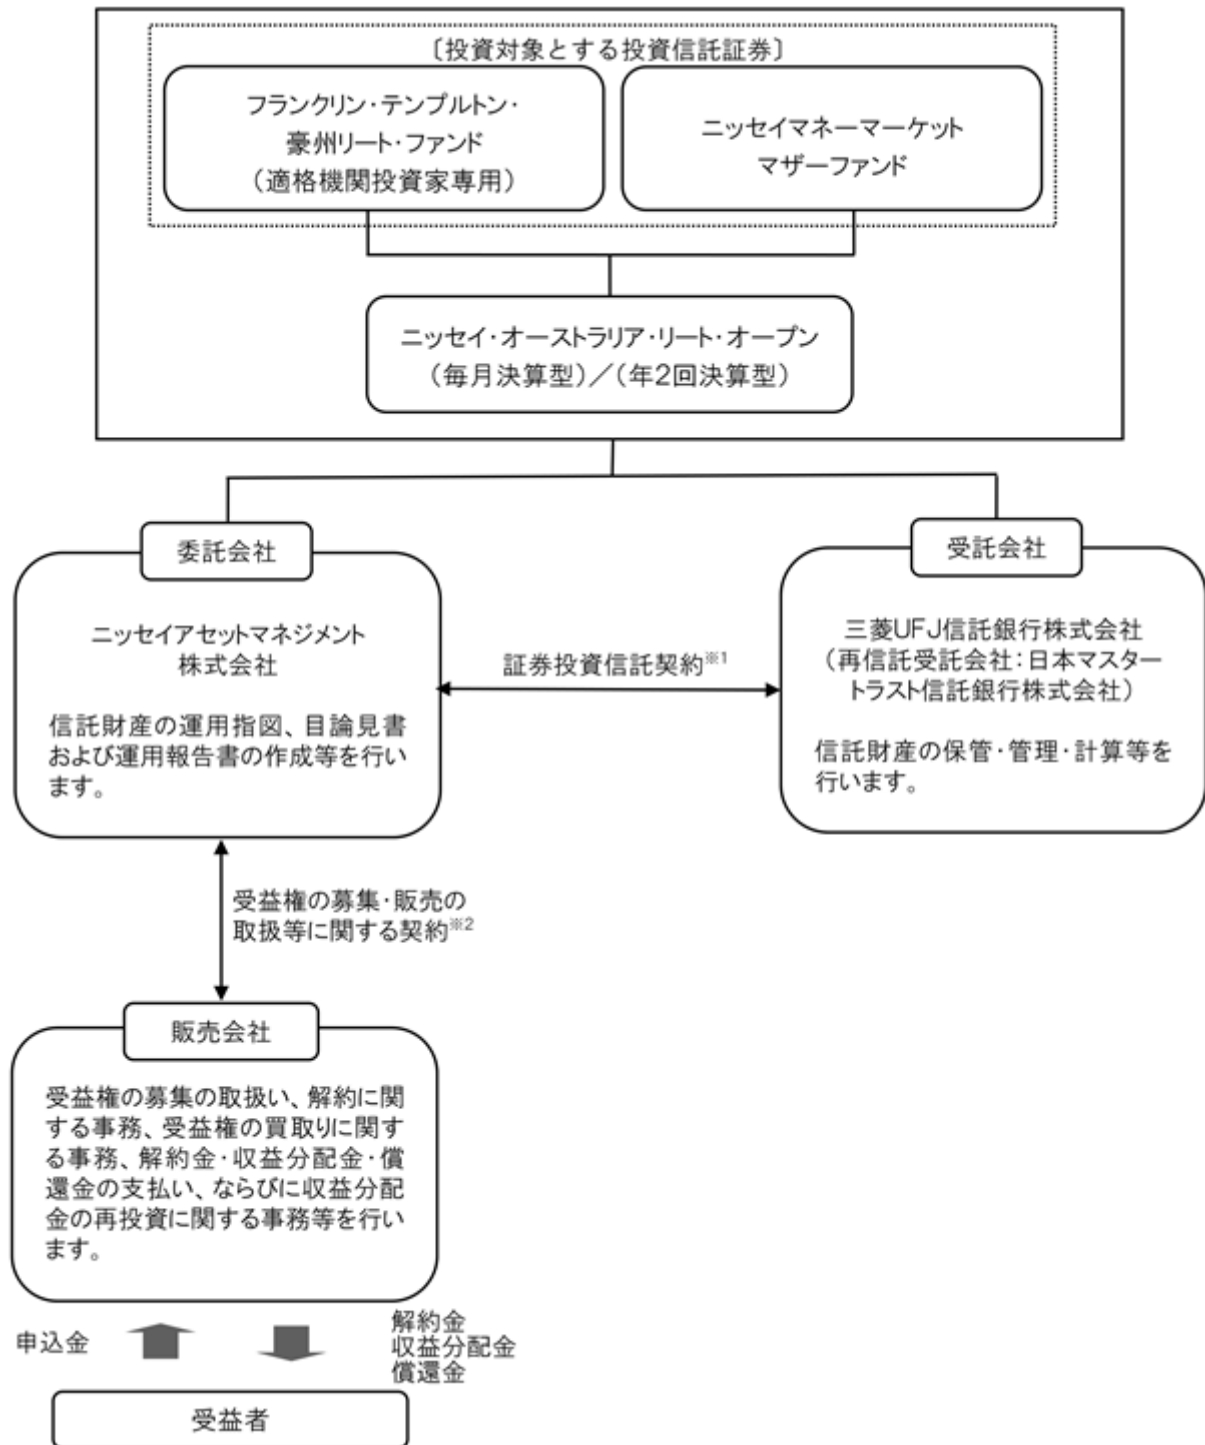 〔投資対象とする投資信託証券〕
フランクリン・テンプルトン・
豪州リート・ファンド
（適格機関投資家専用）
ニッセイマネーマーケット
マザーファンド
ニッセイ・オーストラリア・リート・オープン
（毎月決算型）／（年2回決算型）
委託会社
ニッセイアセットマネジメント
株式会社
信託財産の運用指図、目論見書
および運用報告書の作成等を行い
ます。
証券投資信託契約※1
受託会社
三菱UFJ信託銀行株式会社
（再信託受託会社：日本マスター
トラスト信託銀行株式会社）
信託財産の保管・管理・計算等を
行います。
受益権の募集・販売の
取扱等に関する契約※2
販売会社
受益権の募集の取扱い、解約に関
する事務、受益権の買取りに関す
る事務、解約金・収益分配金・償
還金の支払い、ならびに収益分配
金の再投資に関する事務等を行い
ます。
申込金
解約金
収益分配金
償還金
受益者